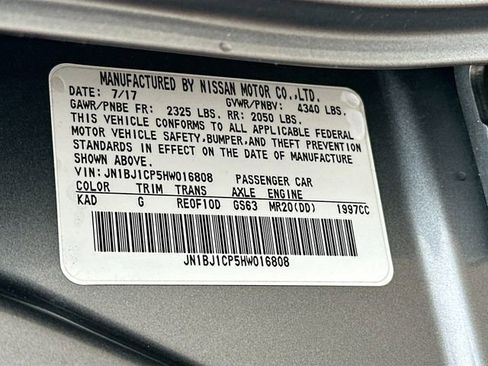 MANUFACTURED BY NISSAN MOTOR CO.,LTD.
DATE: 7/17 GVWR/PNBV: 4340 LBS.
GAWR/PNBE FR: 2325 LBS. RR: 2050 LBS.
THIS VEHICLE CONFORMS TO ALL APPLICABLE FEDERAL
MOTOR VEHICLE SAFETY,BUMPER,AND THEFT PREVENTION
STANDARDS IN EFFECT ON THE DATE OF MANUFACTURE
SHOWN ABOVE.
VIN:JN1BJ1CP5HW016808 PASSENGER CAR
COLOR TRIM TRANS AXLE ENGINE
KAD G RE0F10D GS63 MR20(DD) 1997CC
JN1BJ1CP5HW016808